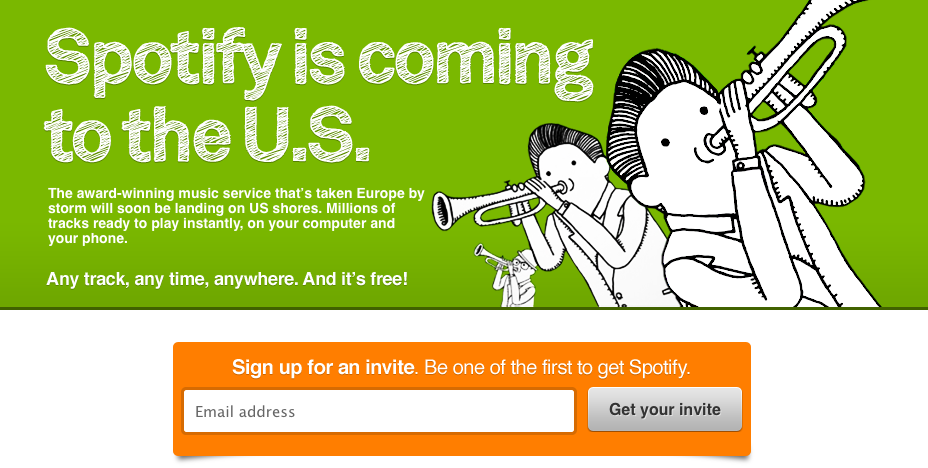 Spotify is coming
to the U.S.
The award-winning music service that's taken Europe by
storm will soon be landing on US shores. Millions of
tracks ready to play instantly, on your computer and
your phone.
Any track, any time, anywhere. And it's free!
Sign up for an invite. Be one of the first to get Spotify.
Email address
Get your invite